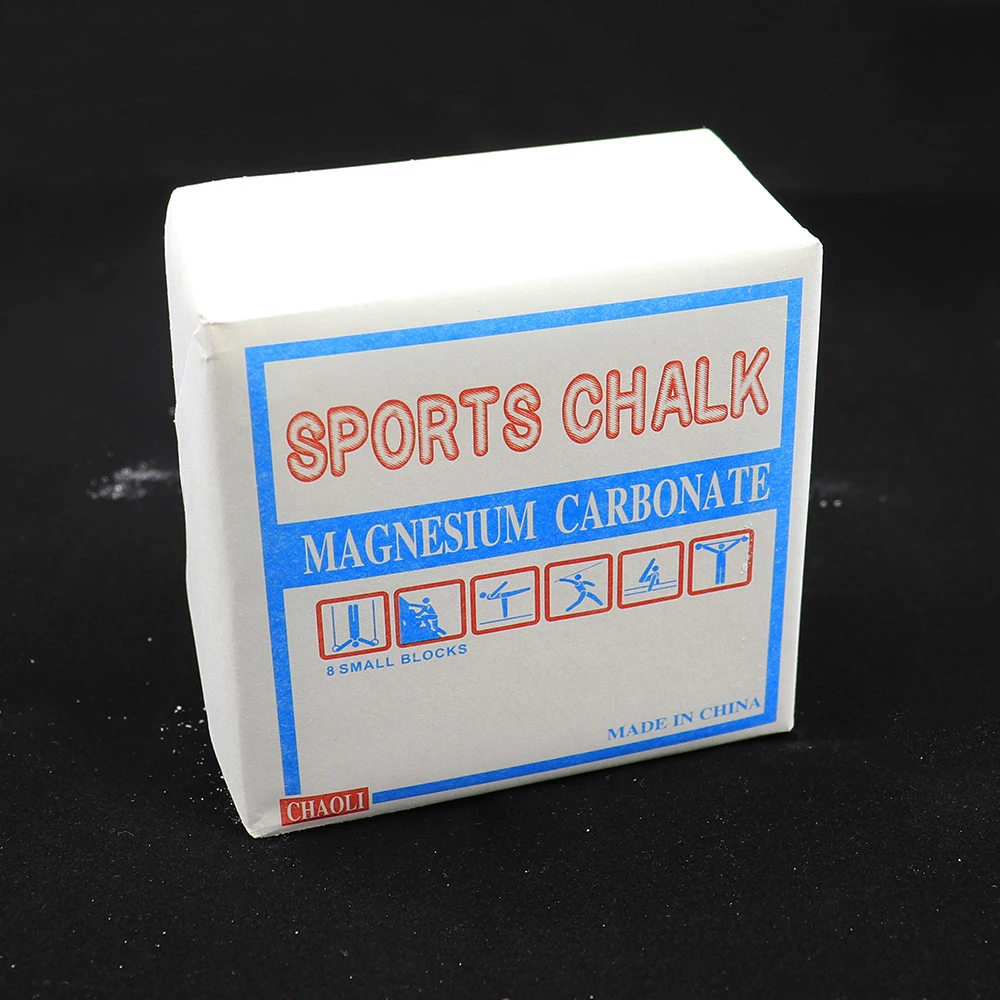 SPORTS CHALK
MAGNESIUM CARBONATE
8 SMALL BLOCKS
MADE IN CHINA
CHAOLI